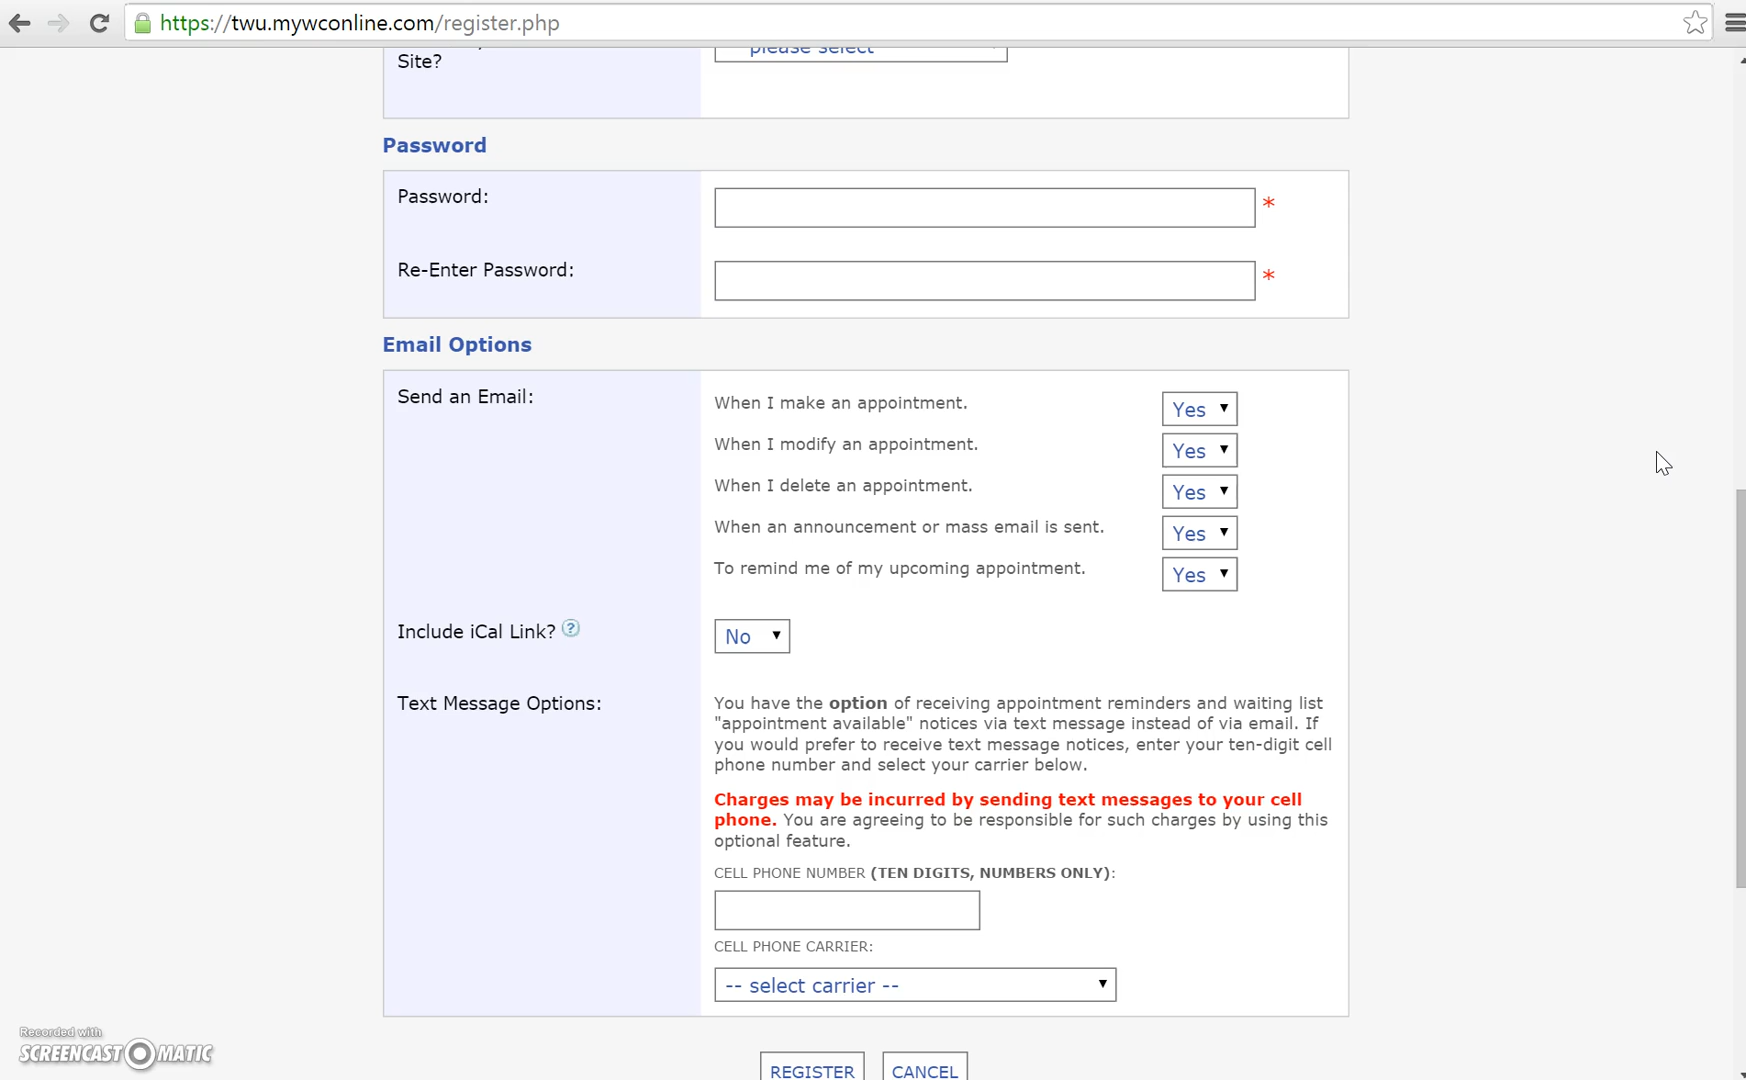 https://twu.mywconline.com/register.php
please select
Site?
Password
Password:
*
Re-Enter Password:
*
Email Options
Send an Email:
When I make an appointment.
Yes
When I modify an appointment.
Yes
When I delete an appointment.
Yes
When an announcement or mass email is sent.
Yes
To remind me of my upcoming appointment.
Yes
Include iCal Link? ?
No
Text Message Options:
You have the option of receiving appointment reminders and waiting list
"appointment available" notices via text message instead of via email. If
you would prefer to receive text message notices, enter your ten-digit cell
phone number and select your carrier below.
Charges may be incurred by sending text messages to your cell
phone. You are agreeing to be responsible for such charges by using this
optional feature.
CELL PHONE NUMBER (TEN DIGITS, NUMBERS ONLY):
CELL PHONE CARRIER:
-- select carrier --
REGISTER
CANCEL
Recorded with
SCREENCAST-O-MATIC